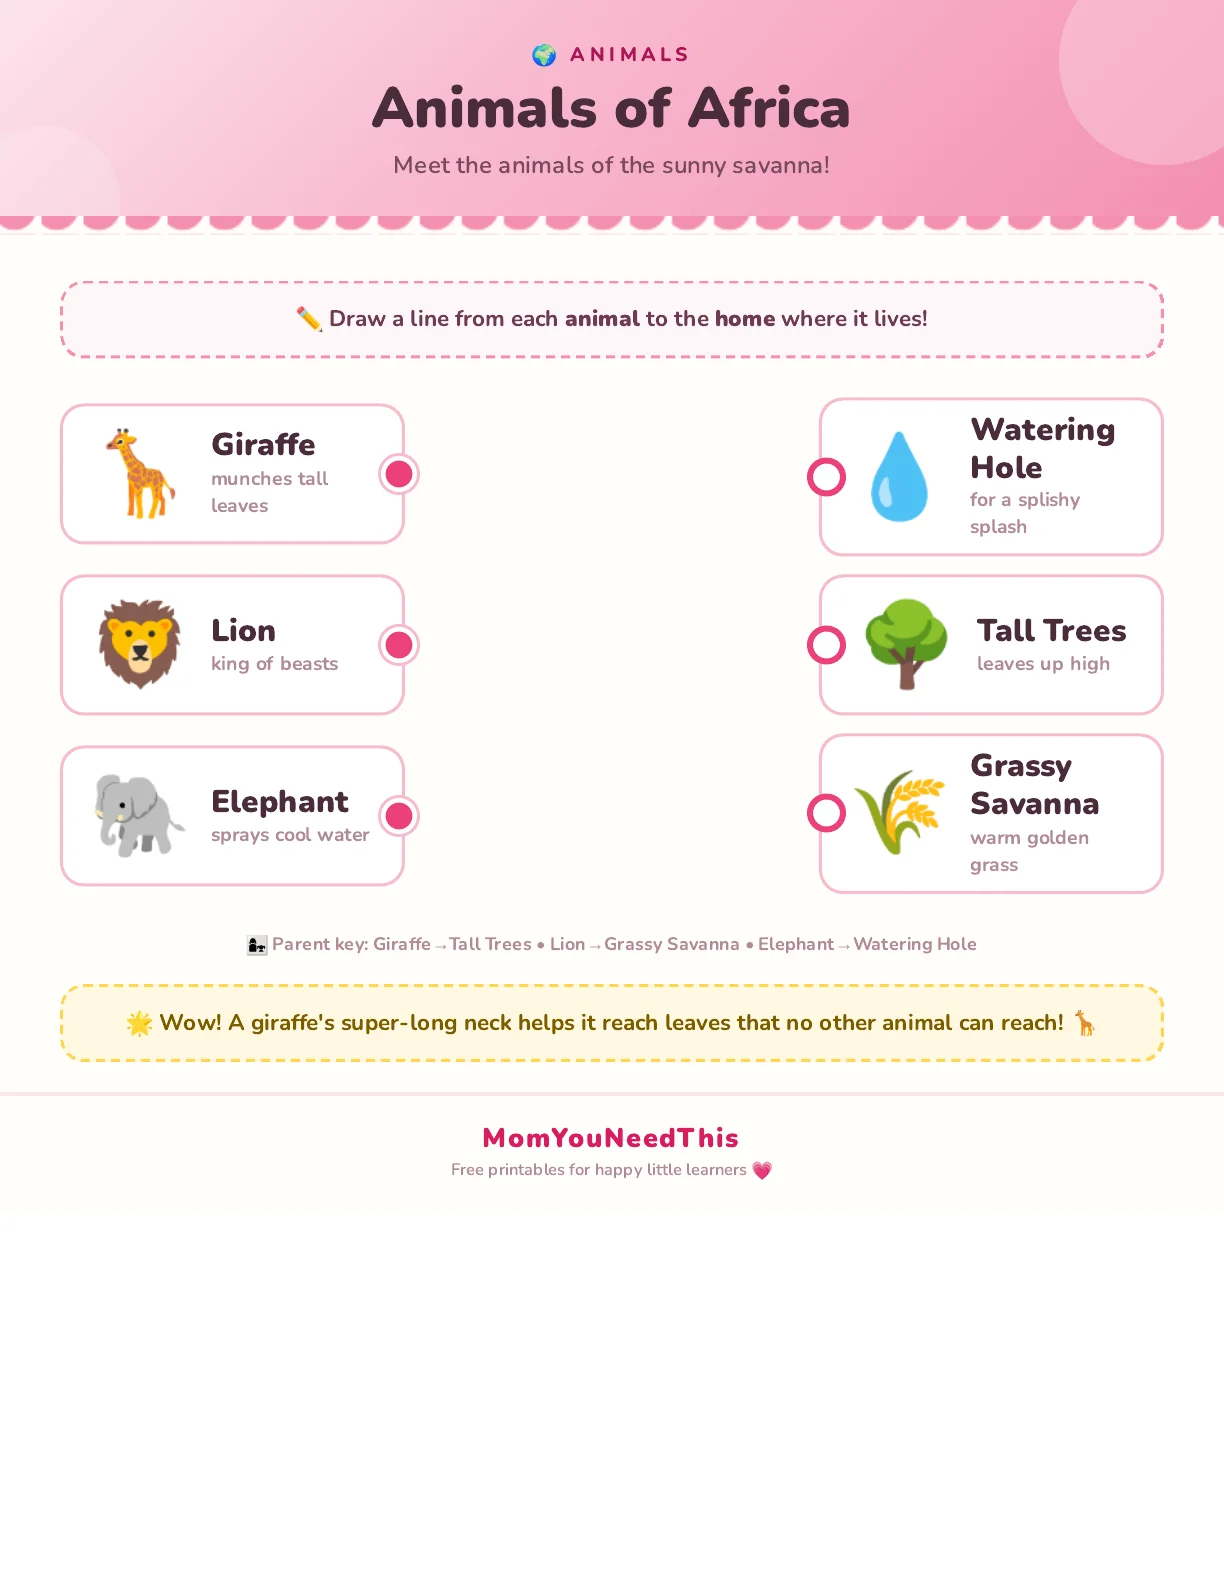 🌍 ANIMALS
Animals of Africa
Meet the animals of the sunny savanna!
✏️ Draw a line from each animal to the home where it lives!
Giraffe
munches tall
leaves
Watering
Hole
for a splishy
splash
Lion
king of beasts
Tall Trees
leaves up high
Elephant
sprays cool water
Grassy
Savanna
warm golden
grass
Parent key: Giraffe→Tall Trees • Lion→Grassy Savanna • Elephant→Watering Hole
🌟 Wow! A giraffe's super-long neck helps it reach leaves that no other animal can reach! 🦒
MomYouNeedThis
Free printables for happy little learners 💗